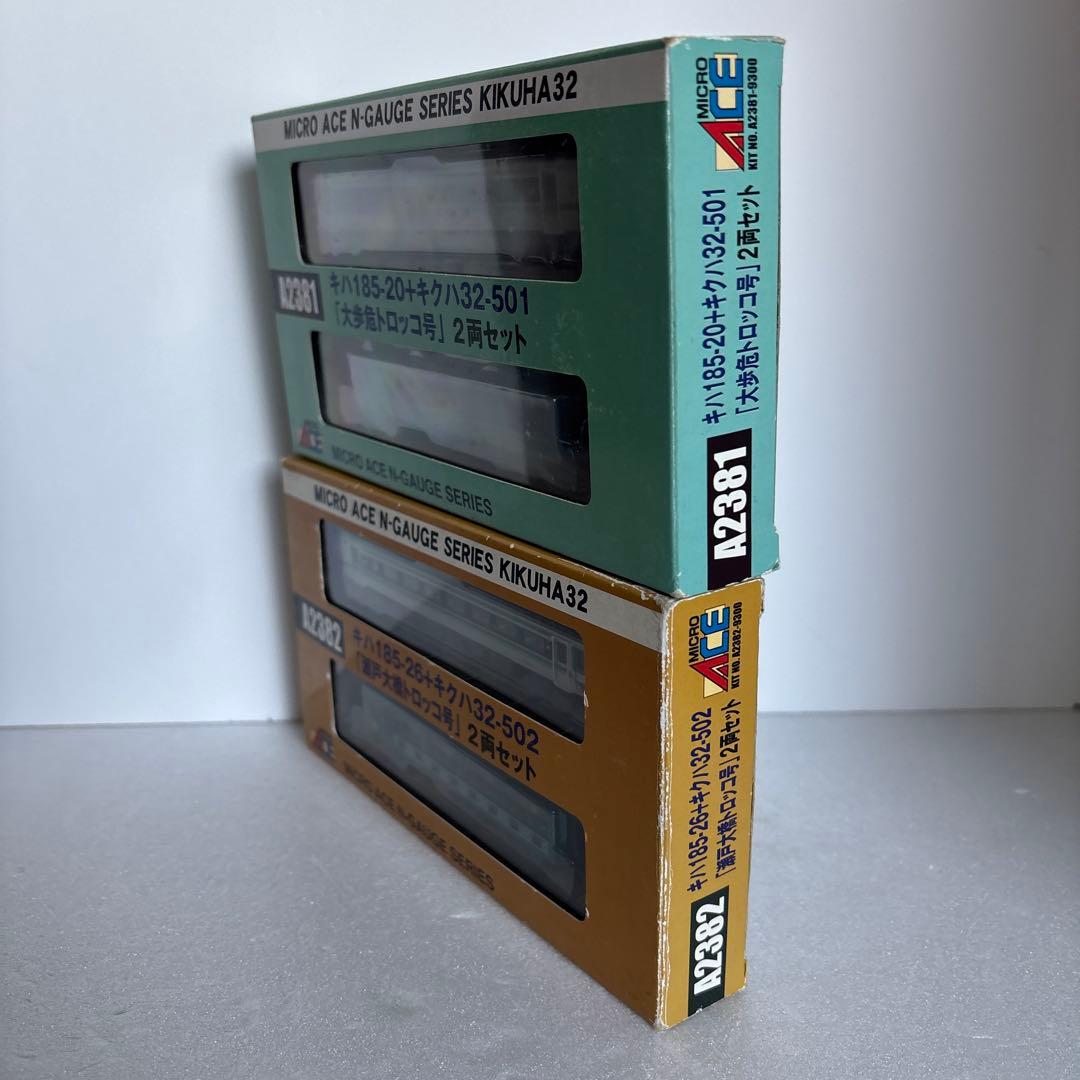 MICRO ACE N-GAUGE SERIES KIKUHA32
A2381
キハ185-20+キクハ32-501
「大歩危トロッコ号」2両セット
ACE
MICRO ACE N-GAUGE SERIES
MICRO
ACE
KIT NO. A2381-9300
キハ185-20+キクハ32-501
「大歩危トロッコ号」2両セット
A2381
MICRO ACE N-GAUGE SERIES KIKUHA32
A2382
キハ185-26+キクハ32-502
「瀬戸大橋トロッコ号」2両セット
ACE
MICRO ACE N-GAUGE SERIES
MICRO
ACE
KIT NO. A2382-9300
キハ185-26+キクハ32-502
「瀬戸大橋トロッコ号」2両セット
A2382